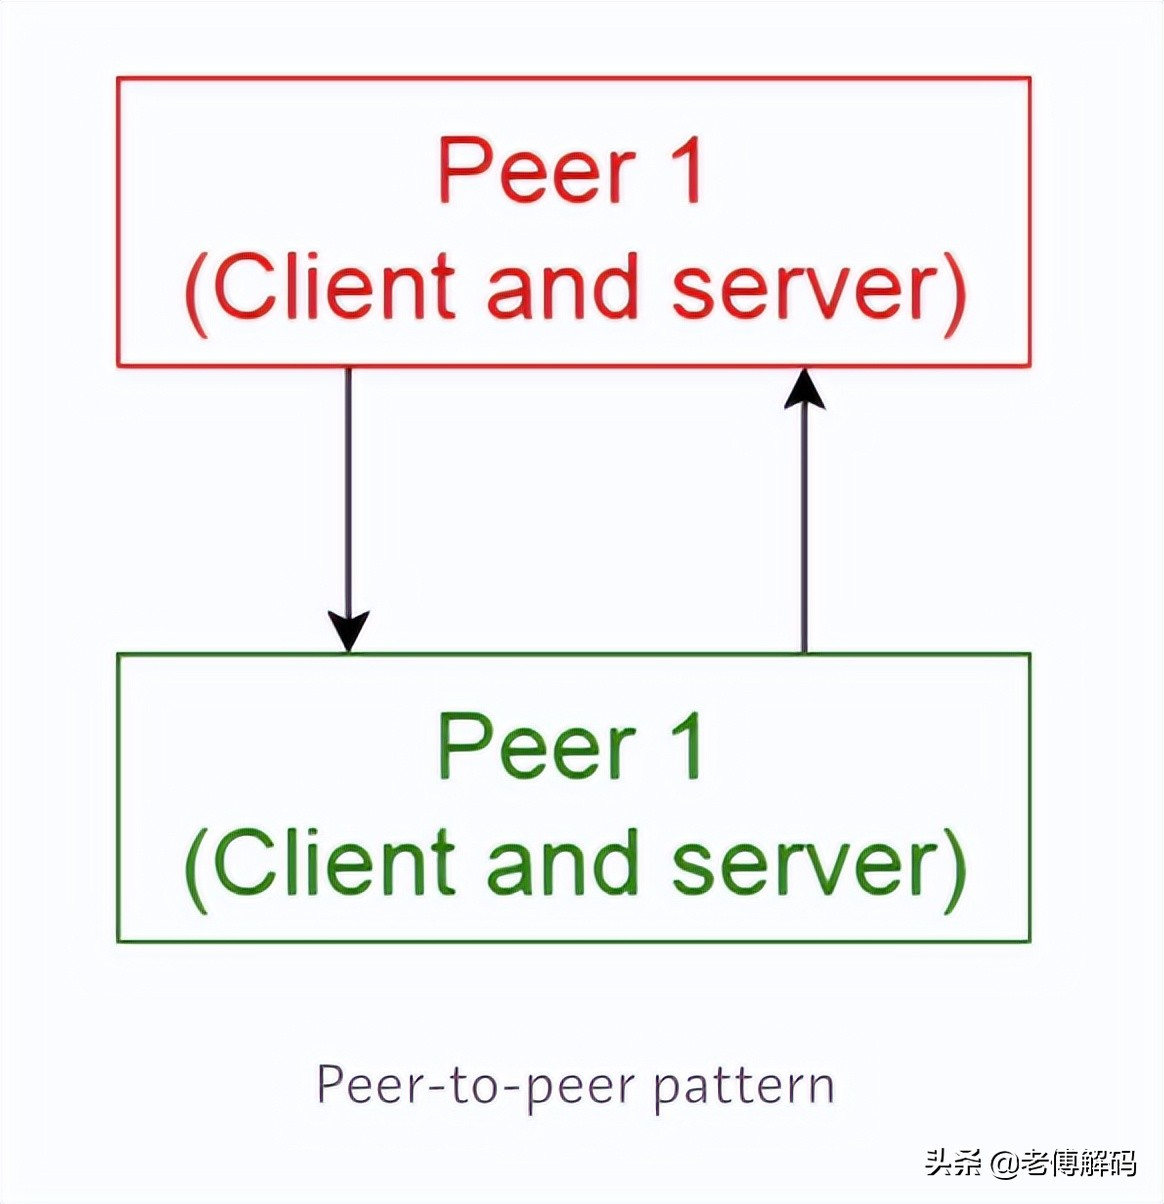 Peer 1
(Client and server)
Peer 1
(Client and server)
Peer-to-peer pattern
头条 @老傅解码